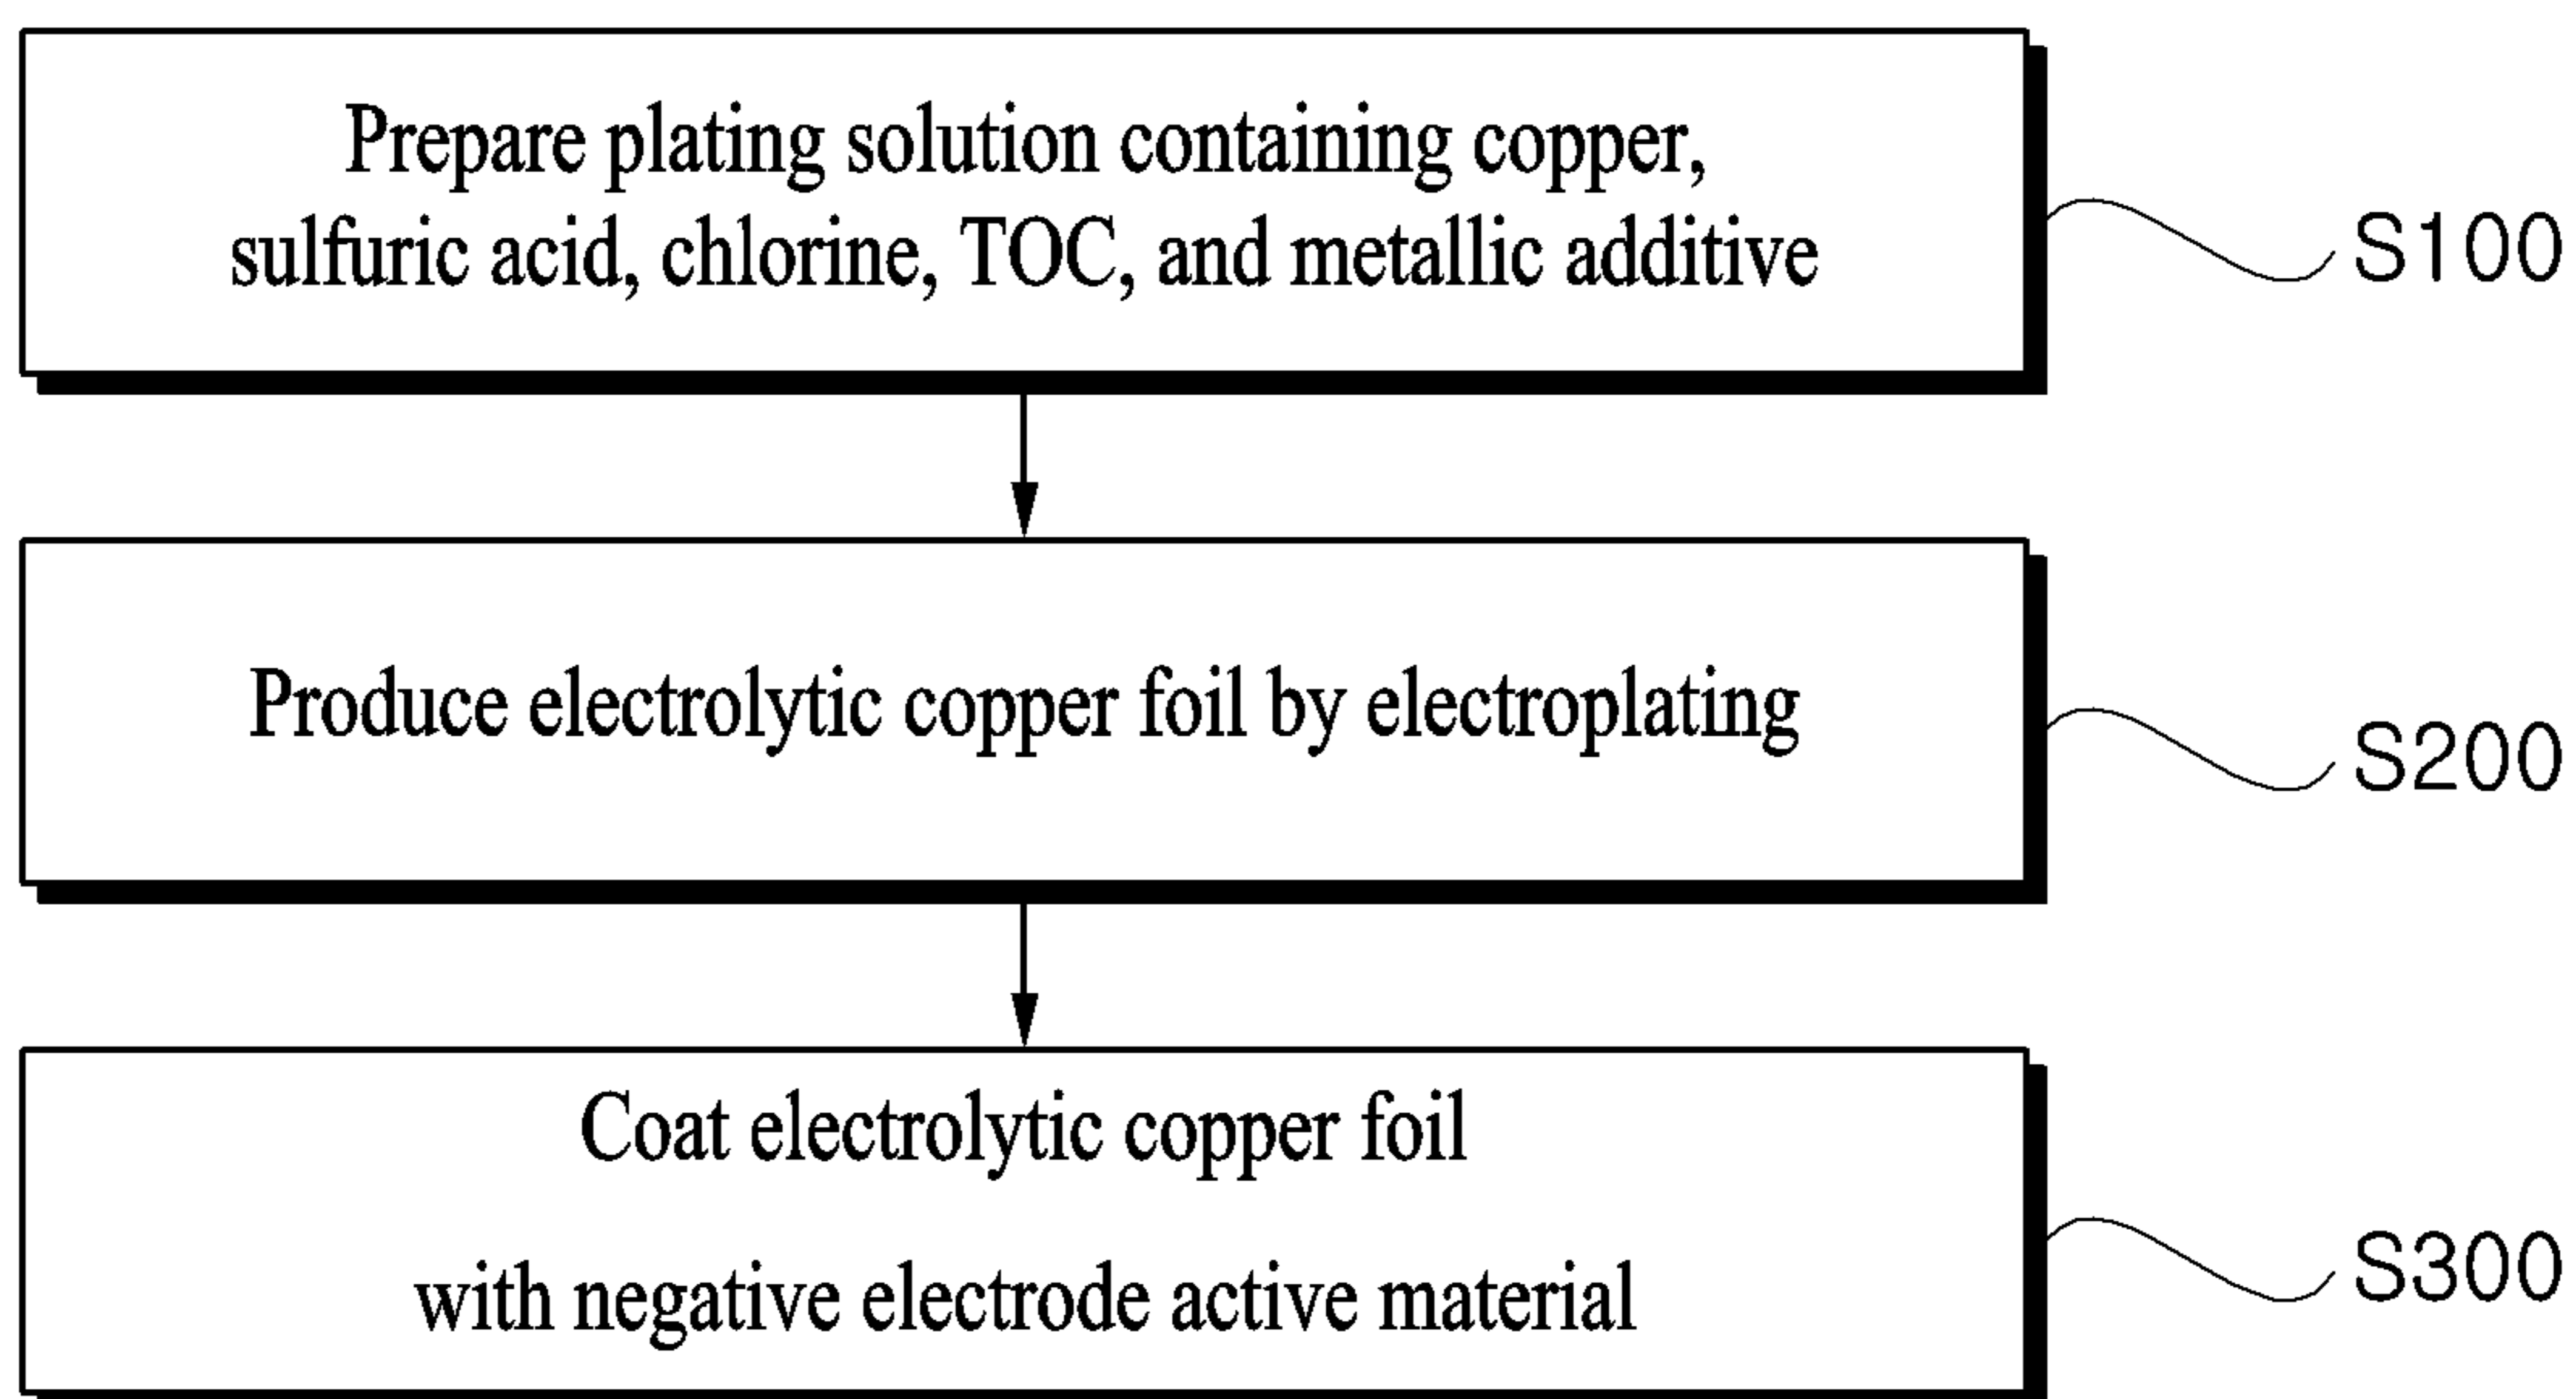 Prepare plating solution containing copper,
sulfuric acid, chlorine, TOC, and metallic additive
S100
Produce electrolytic copper foil by electroplating
S200
Coat electrolytic copper foil
with negative electrode active material
S300